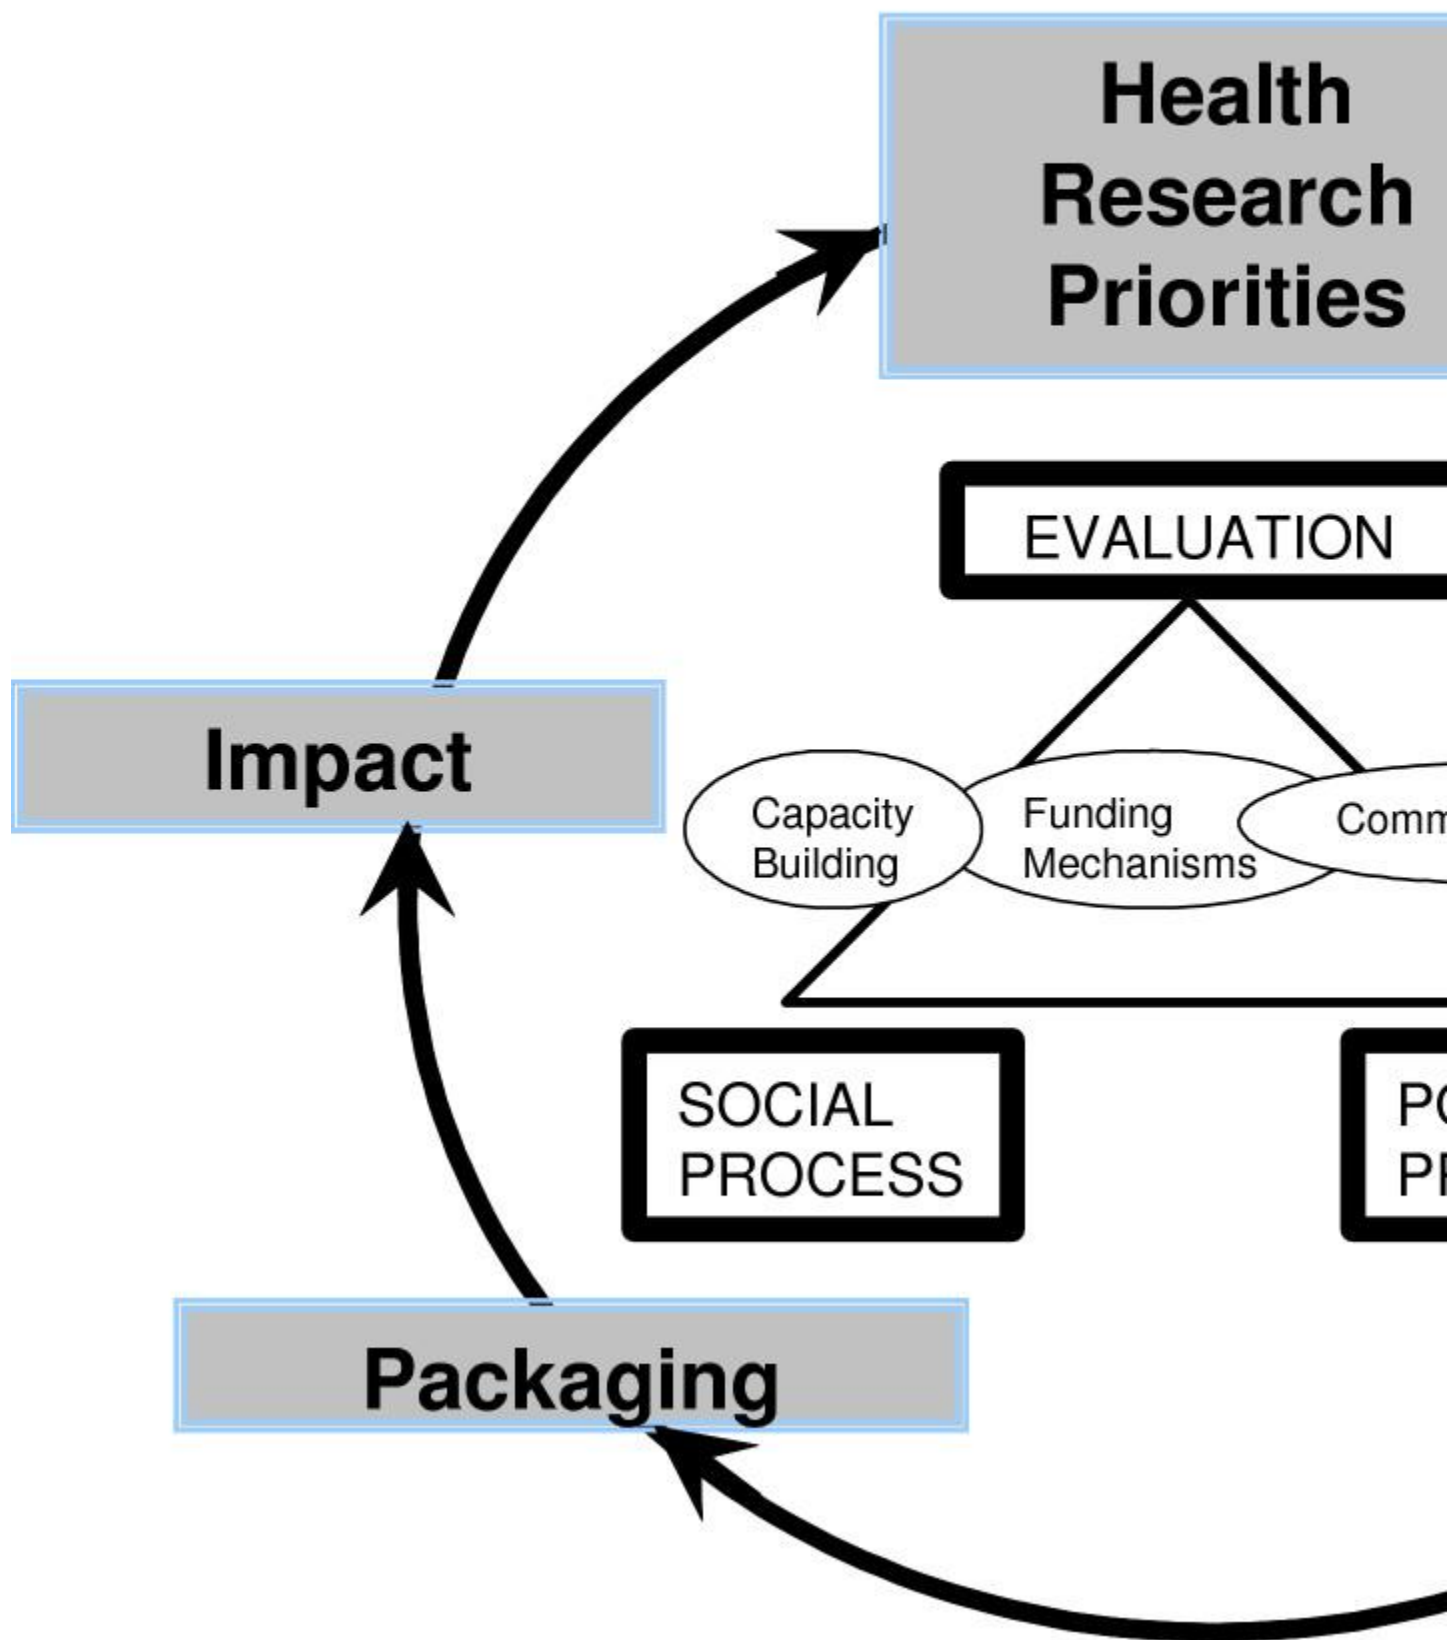 Health
Research
Priorities
EVALUATION
Impact
Capacity
Building
Funding
Mechanisms
SOCIAL
PROCESS
Packaging